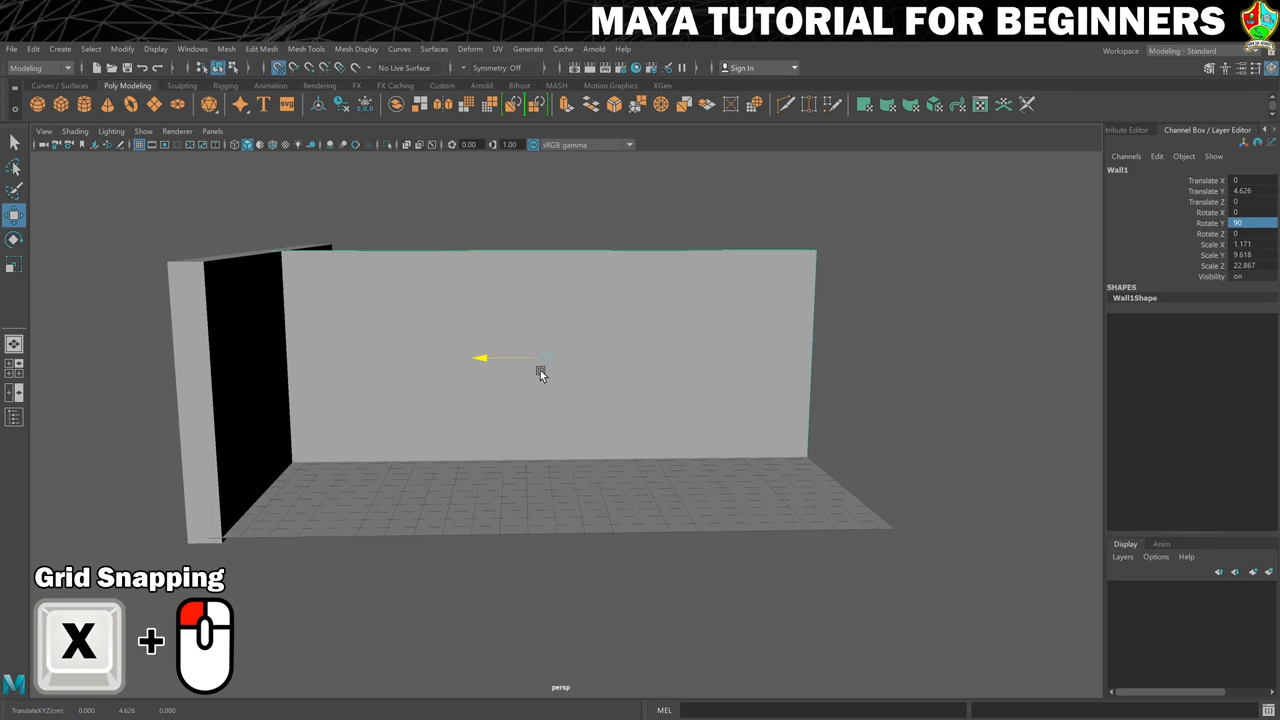 MAYA TUTORIAL FOR BEGINNERS
File Edit Create Select Modify Display Windows Mesh Edit Mesh Mesh Tools Mesh Display Curves Surfaces Deform UV Generate Cache Arnold Help
Workspace : Modeling - Standard
Modeling No Live Surface Symmetry: Off Sign In
Curves / Surfaces Poly Modeling Sculpting Rigging Animation Rendering FX FX Caching Custom Arnold Bifrost MASH Motion Graphics XGen
View Shading Lighting Show Renderer Panels
tribute Editor Channel Box / Layer Editor
0.00 1.00 sRGB gamma
Channels Edit Object Show
Wall1
Translate X 0
Translate Y 4.626
Translate Z 0
Rotate X 0
Rotate Y 90
Rotate Z 0
Scale X 1.171
Scale Y 9.618
Scale Z 22.867
Visibility on
SHAPES
Wall1Shape
Display Anim
Layers Options Help
Grid Snapping
X +
persp
TranslateXYZ(cm): 0.000 4.626 0.000
MEL